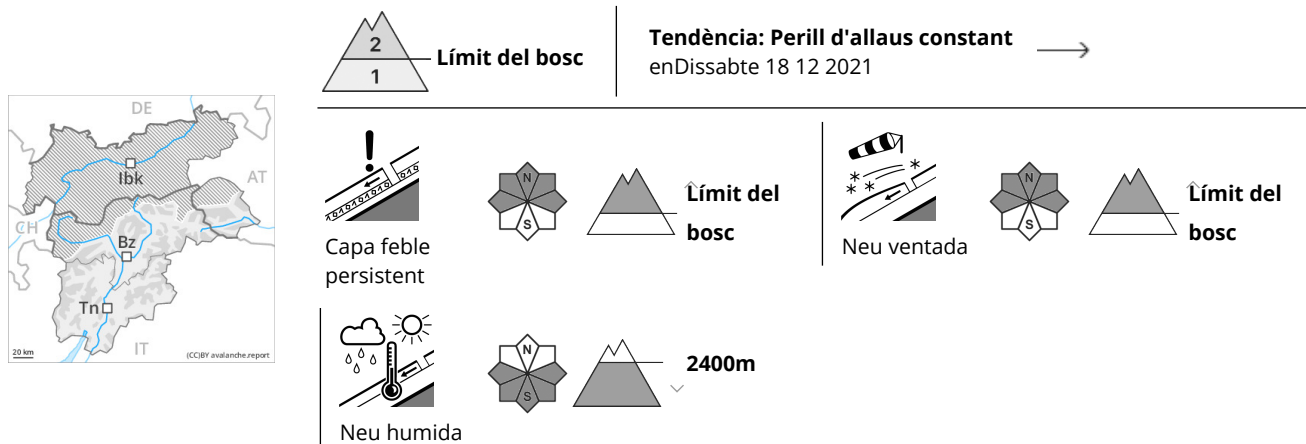 2
1
Límit del bosc
Tendència: Perill d'allaus constant
enDissabte 18 12 2021
DE
AT
CH
IT
Ibk
Bz
Tn
20 km
(CC)BY avalanche.report
N
S
Límit del
bosc
Capa feble
persistent
N
S
Límit del
bosc
Neu ventada
N
S
2400m
Neu humida